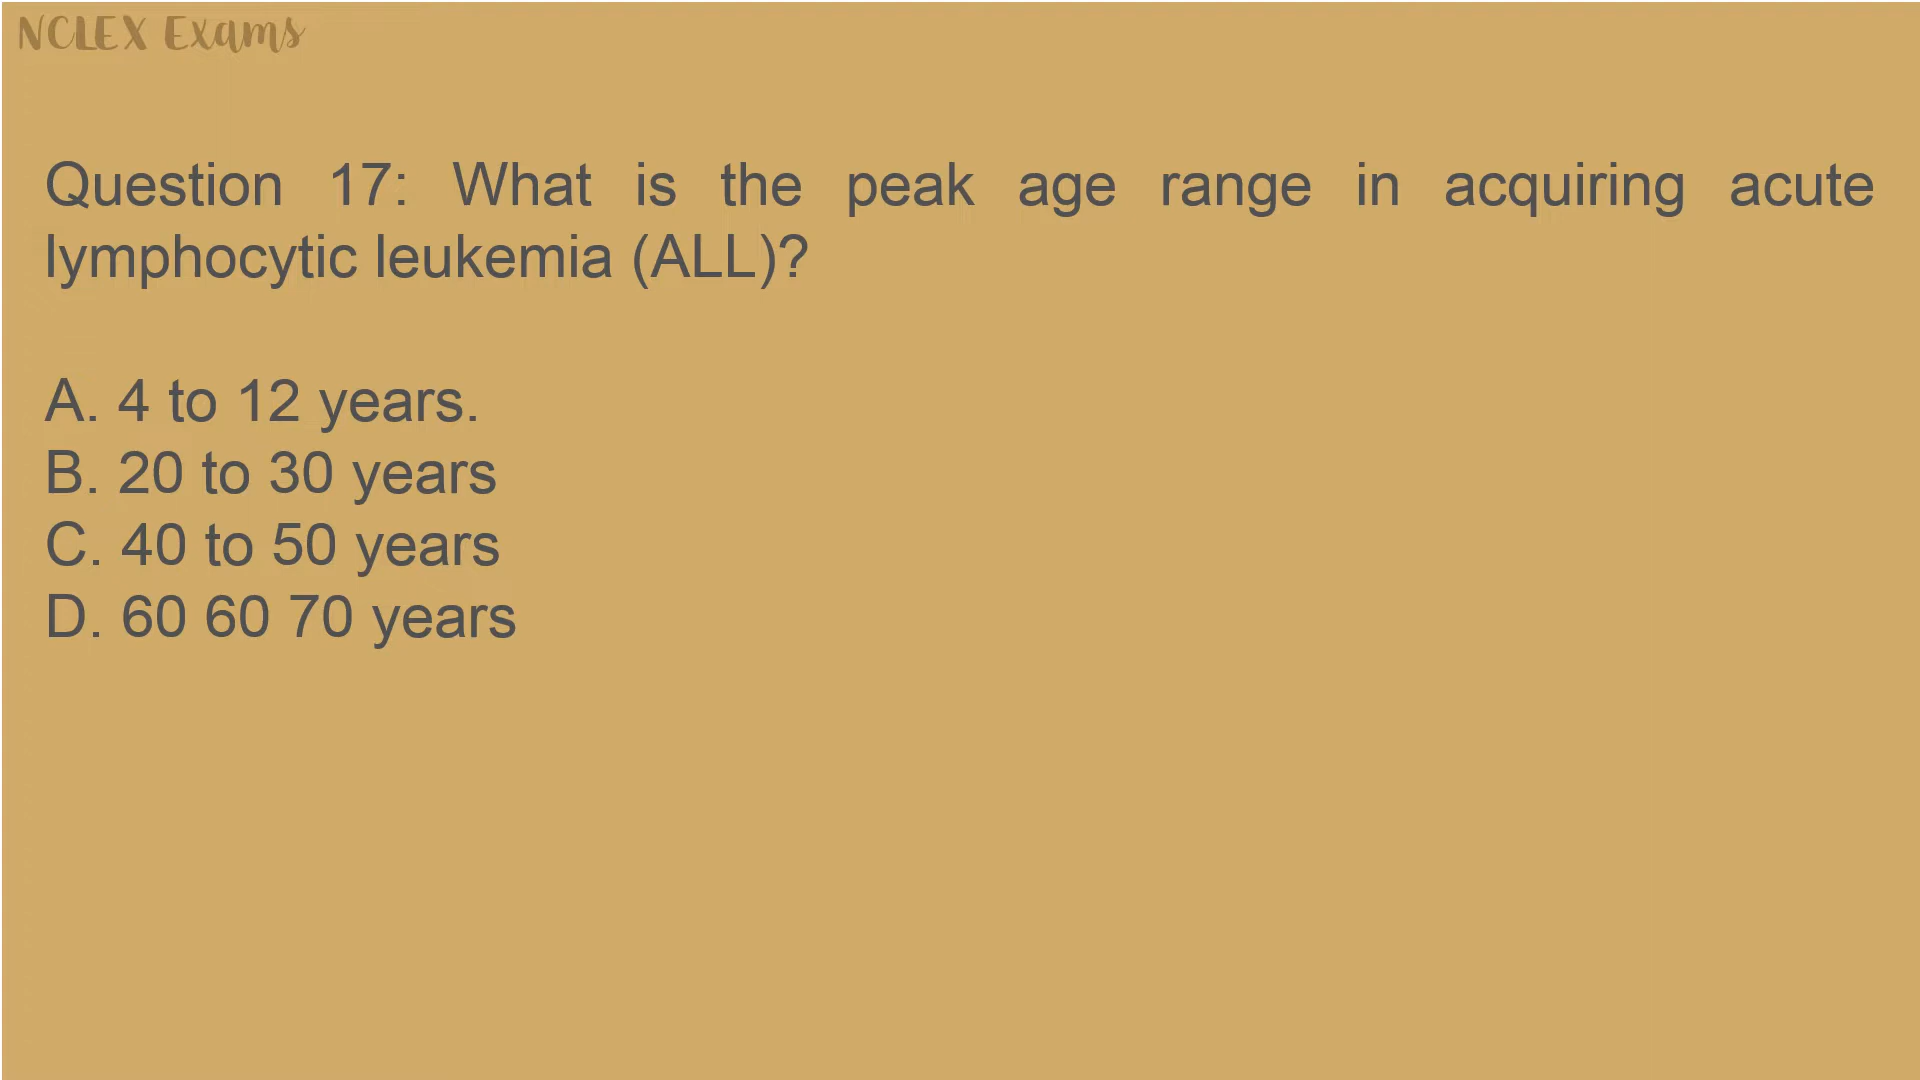 NCLEX Exams
Question 17: What is the peak age range in acquiring acute
lymphocytic leukemia (ALL)?
A. 4 to 12 years.
B. 20 to 30 years
C. 40 to 50 years
D. 60 60 70 years